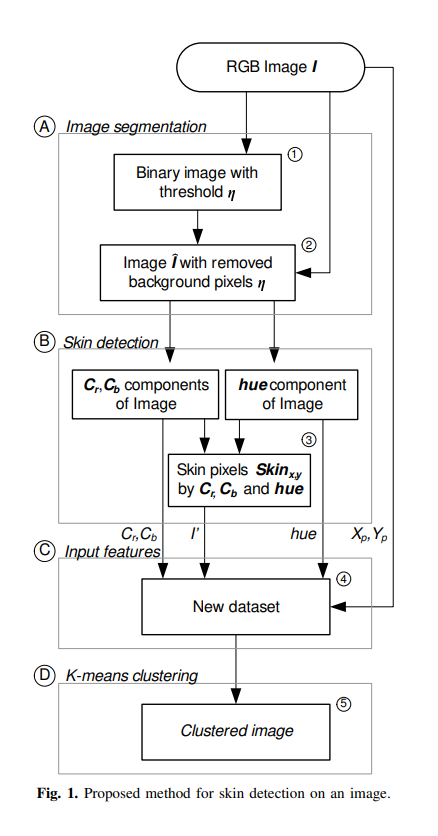 RGB Image I
A Image segmentation
1
Binary image with
threshold η
2
Image Î with removed
background pixels η
B Skin detection
Cr,Cb components
of Image
hue component
of Image
3
Skin pixels Skinx,y
by Cr, Cb and hue
Cr,Cb I' hue Xp,Yp
C Input features
4
New dataset
D K-means clustering
5
Clustered image
Fig. 1. Proposed method for skin detection on an image.